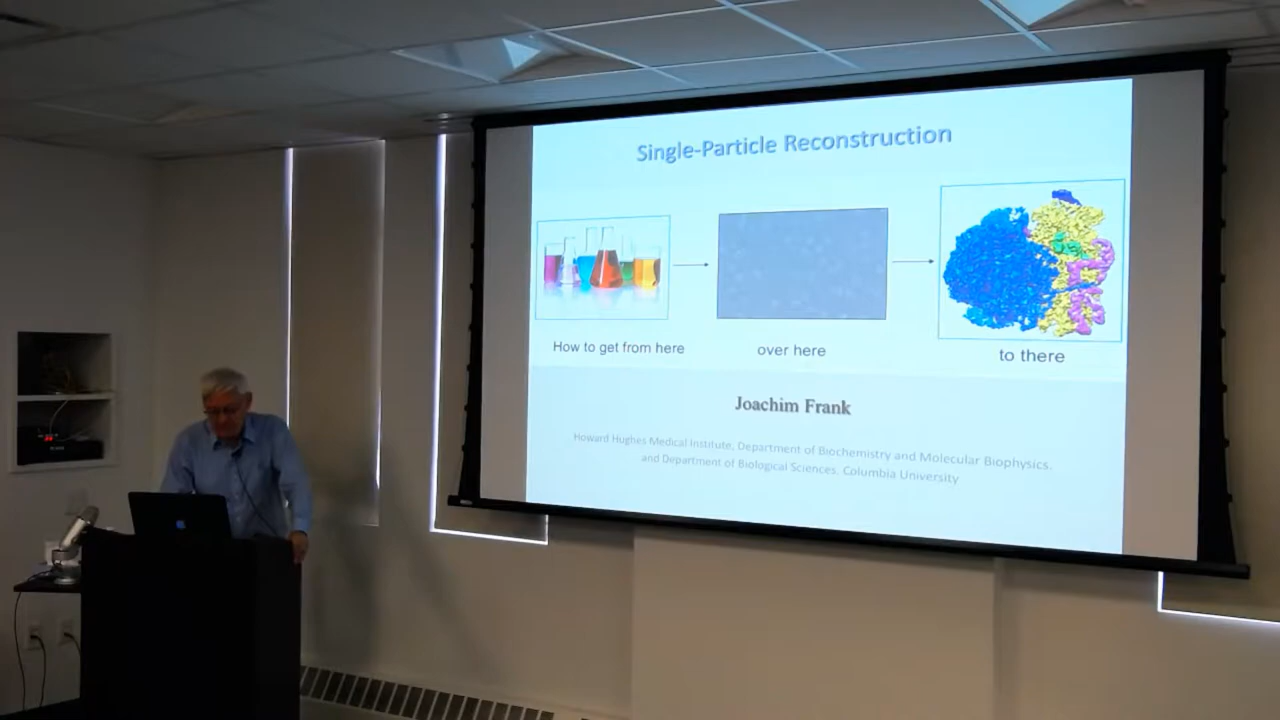 Single-Particle Reconstruction
How to get from here
over here
to there
Joachim Frank
Howard Hughes Medical Institute, Department of Biochemistry and Molecular Biophysics,
and Department of Biological Sciences, Columbia University